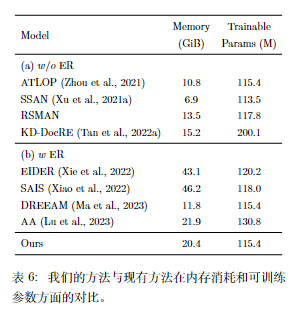 Model Memory (GiB) Trainable Params (M)
(a) w/o ER
ATLOP (Zhou et al., 2021) 10.8 115.4
SSAN (Xu et al., 2021a) 6.9 113.5
RSMAN 13.5 117.8
KD-DocRE (Tan et al., 2022a) 15.2 200.1
(b) w ER
EIDER (Xie et al., 2022) 43.1 120.2
SAIS (Xiao et al., 2022) 46.2 118.0
DREEAM (Ma et al., 2023) 11.8 115.4
AA (Lu et al., 2023) 21.9 130.8
Ours 20.4 115.4
表 6: 我们的方法与现有方法在内存消耗和可训练
参数方面的对比。